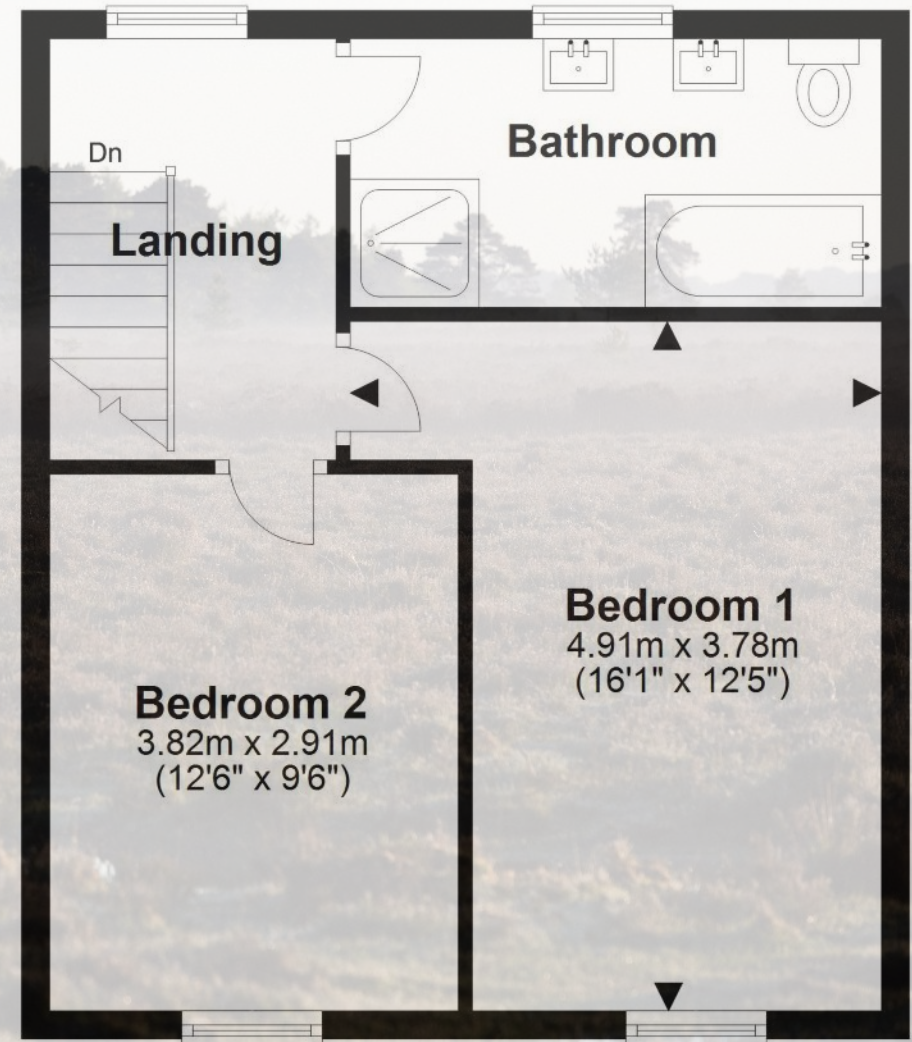 Bathroom
Dn
Landing
Bedroom 1
4.91m x 3.78m
(16'1" x 12'5")
Bedroom 2
3.82m x 2.91m
(12'6" x 9'6")